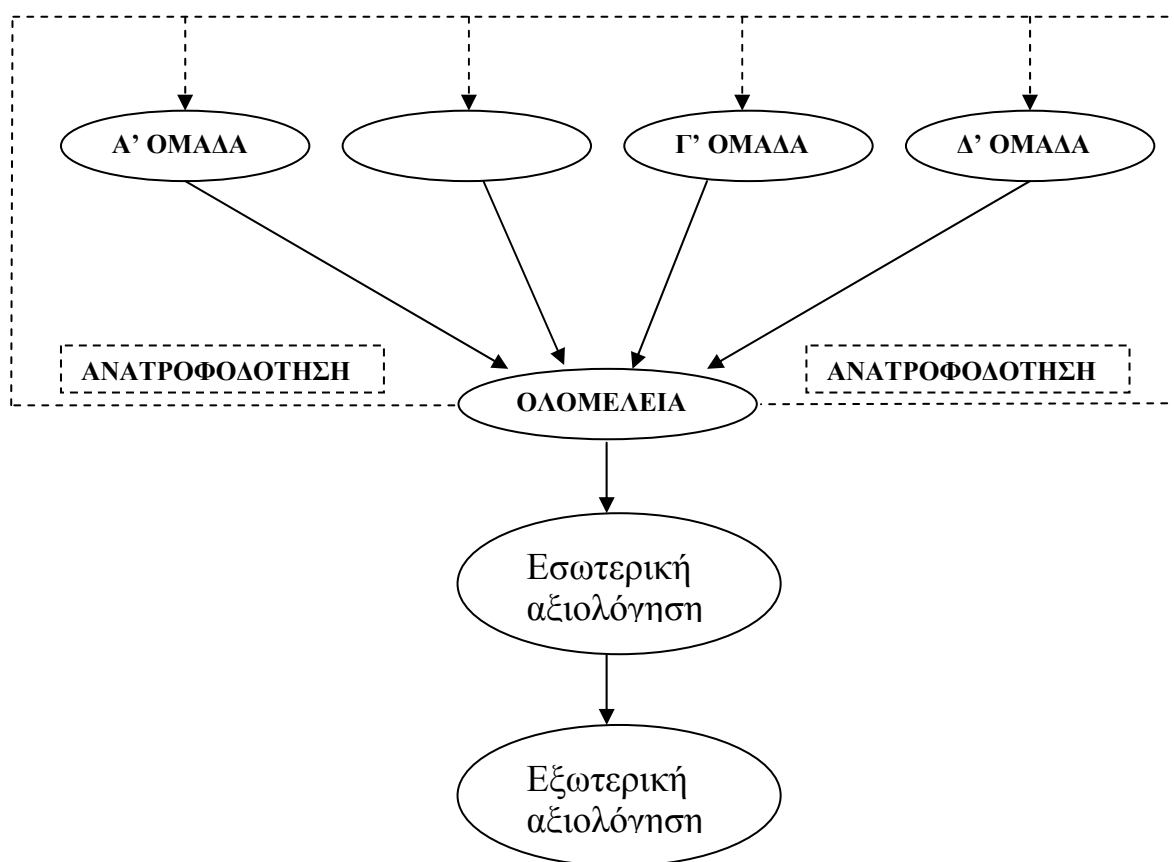 Α’ ΟΜΑΔΑ
Γ’ ΟΜΑΔΑ
Δ’ ΟΜΑΔΑ
ΑΝΑΤΡΟΦΟΔΟΤΗΣΗ
ΑΝΑΤΡΟΦΟΔΟΤΗΣΗ
ΟΛΟΜΕΛΕΙΑ
Εσωτερική
αξιολόγηση
Εξωτερική
αξιολόγηση